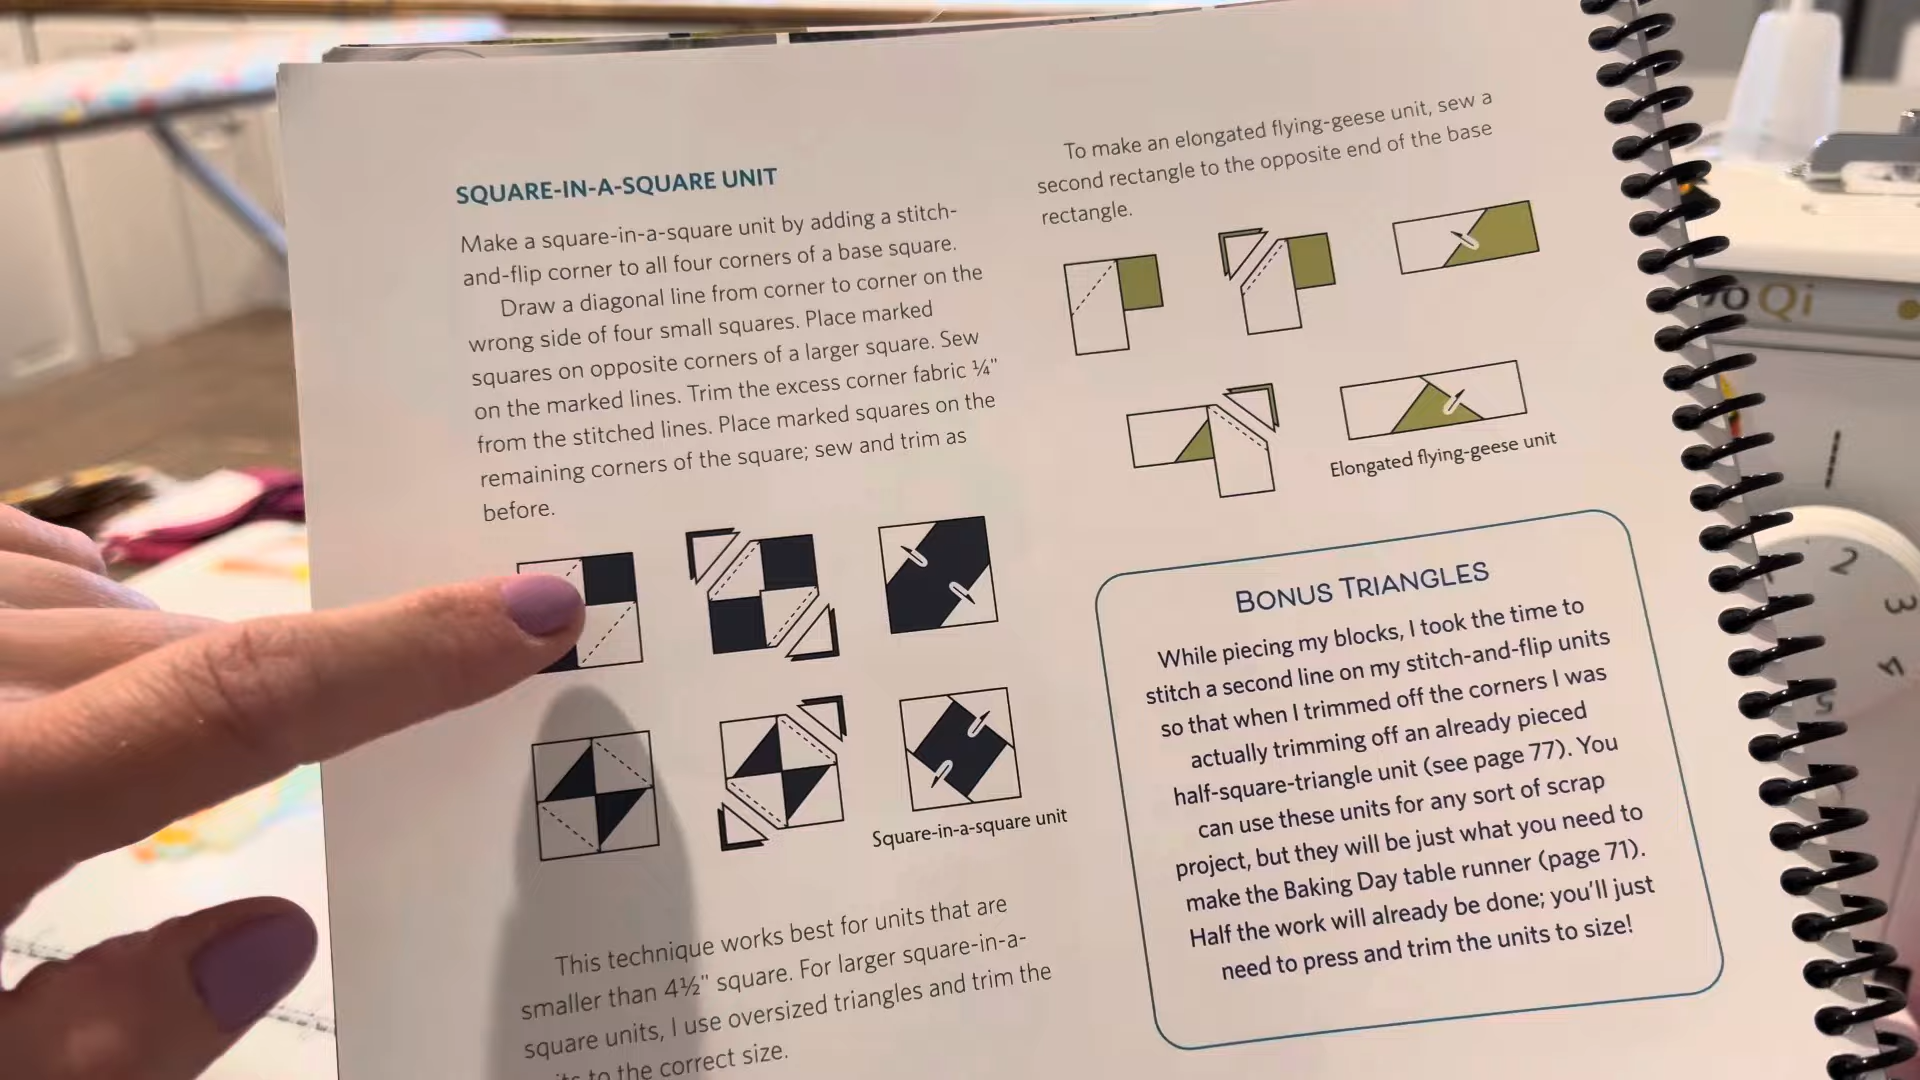 SQUARE-IN-A-SQUARE UNIT
Make a square-in-a-square unit by adding a stitch-
and-flip corner to all four corners of a base square.
Draw a diagonal line from corner to corner on the
wrong side of four small squares. Place marked
squares on opposite corners of a larger square. Sew
on the marked lines. Trim the excess corner fabric ¼"
from the stitched lines. Place marked squares on the
remaining corners of the square; sew and trim as
before.
Square-in-a-square unit
This technique works best for units that are
smaller than 4½" square. For larger square-in-a-
square units, I use oversized triangles and trim the
to the correct size.
To make an elongated flying-geese unit, sew a
second rectangle to the opposite end of the base
rectangle.
Elongated flying-geese unit
BONUS TRIANGLES
While piecing my blocks, I took the time to
stitch a second line on my stitch-and-flip units
so that when I trimmed off the corners I was
actually trimming off an already pieced
half-square-triangle unit (see page 77). You
can use these units for any sort of scrap
project, but they will be just what you need to
make the Baking Day table runner (page 71).
Half the work will already be done; you'll just
need to press and trim the units to size!
Qi
2
3
4
5